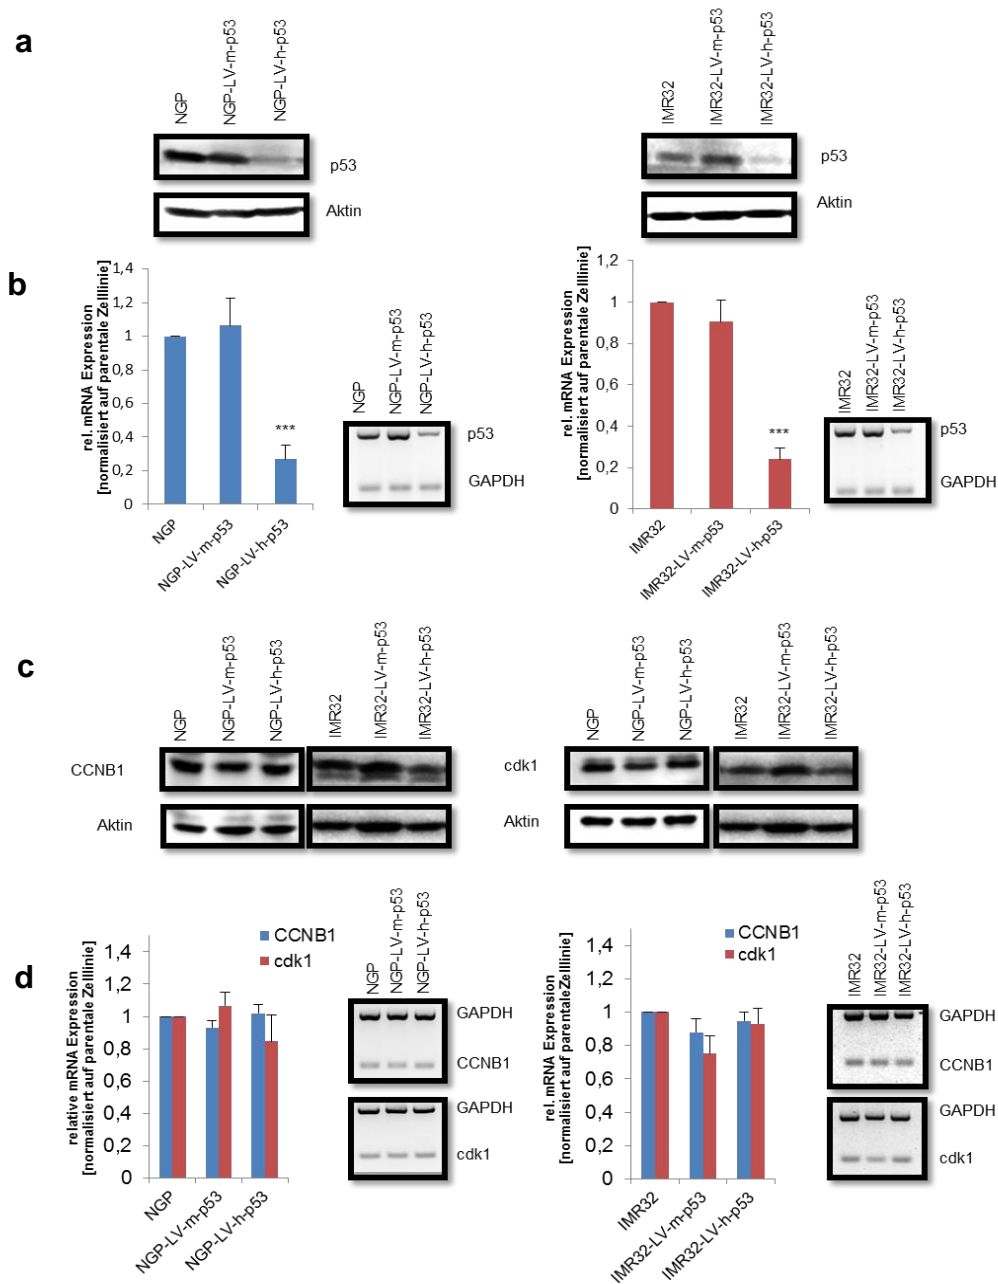 a
NGP
NGP-LV-m-p53
NGP-LV-h-p53
p53
Aktin
IMR32
IMR32-LV-m-p53
IMR32-LV-h-p53
p53
Aktin
b
rel. mRNA Expression
[normalisiert auf parentale Zelllinie]
1,4
1,2
1
0,8
0,6
0,4
0,2
0
***
NGP
NGP-LV-m-p53
NGP-LV-h-p53
NGP
NGP-LV-m-p53
NGP-LV-h-p53
p53
GAPDH
rel. mRNA Expression
[normalisiert auf parentale Zelllinie]
1,2
1
0,8
0,6
0,4
0,2
0
***
IMR32
IMR32-LV-m-p53
IMR32-LV-h-p53
IMR32
IMR32-LV-m-p53
IMR32-LV-h-p53
p53
GAPDH
c
NGP
NGP-LV-m-p53
NGP-LV-h-p53
IMR32
IMR32-LV-m-p53
IMR32-LV-h-p53
CCNB1
Aktin
NGP
NGP-LV-m-p53
NGP-LV-h-p53
IMR32
IMR32-LV-m-p53
IMR32-LV-h-p53
cdk1
Aktin
d
relative mRNA Expression
[normalisiert auf parentale Zelllinie]
1,4
1,2
1
0,8
0,6
0,4
0,2
0
CCNB1
cdk1
NGP
NGP-LV-m-p53
NGP-LV-h-p53
NGP
NGP-LV-m-p53
NGP-LV-h-p53
GAPDH
CCNB1
GAPDH
cdk1
rel. mRNA Expression
[normalisiert auf parentale Zelllinie]
1,4
1,2
1
0,8
0,6
0,4
0,2
0
CCNB1
cdk1
IMR32
IMR32-LV-m-p53
IMR32-LV-h-p53
IMR32
IMR32-LV-m-p53
IMR32-LV-h-p53
GAPDH
CCNB1
GAPDH
cdk1